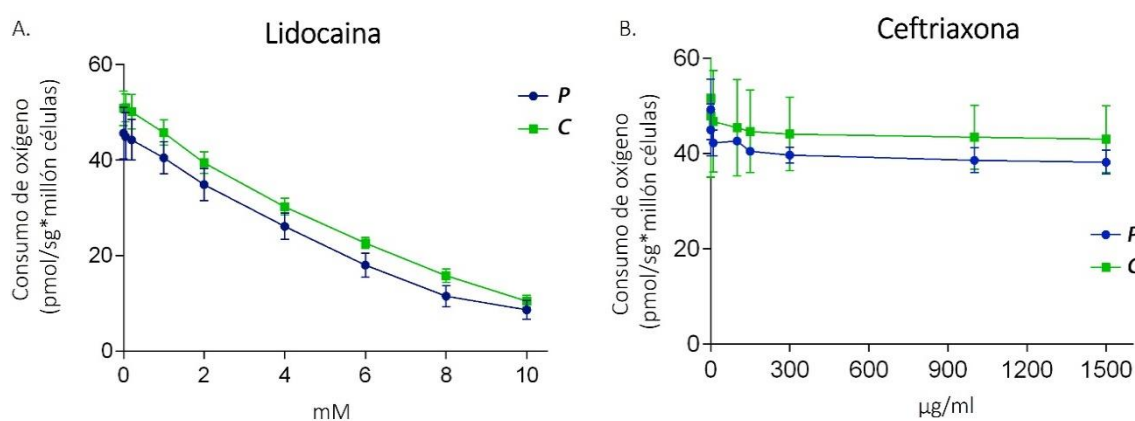 A.
Lidocaina
Consumo de oxígeno
(pmol/sg*millón células)
60
40
20
0
0 2 4 6 8 10
mM
P
C
B.
Ceftriaxona
Consumo de oxígeno
(pmol/sg*millón células)
60
40
20
0
0 300 600 900 1200 1500
µg/ml
P
C